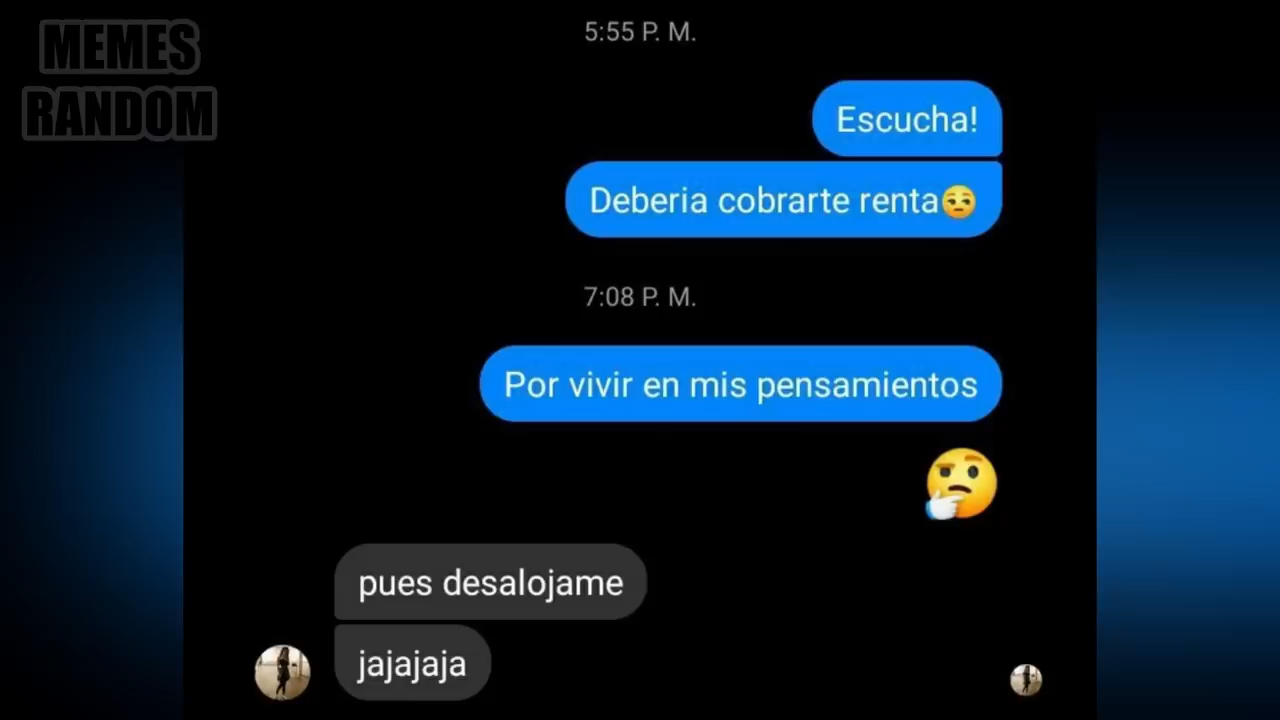 MEMES
RANDOM
5:55 P. M.
Escucha!
Deberia cobrarte renta😒
7:08 P. M.
Por vivir en mis pensamientos
🤔
pues desalojame
jajajaja